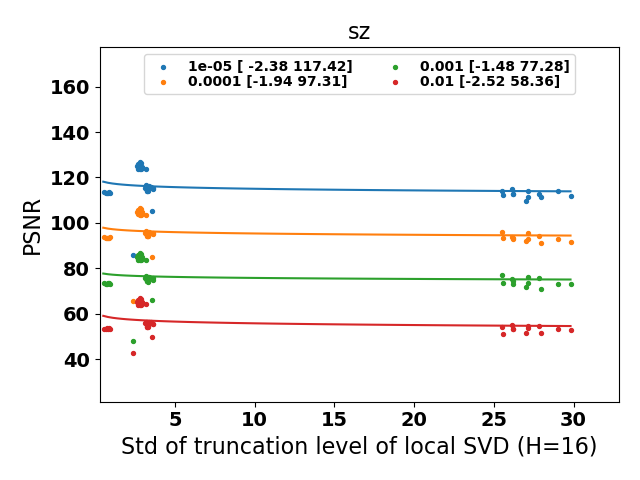 sz
1e-05 [ -2.38 117.42]
0.0001 [-1.94 97.31]
0.001 [-1.48 77.28]
0.01 [-2.52 58.36]
160
140
120
100
80
60
40
PSNR
5 10 15 20 25 30
Std of truncation level of local SVD (H=16)